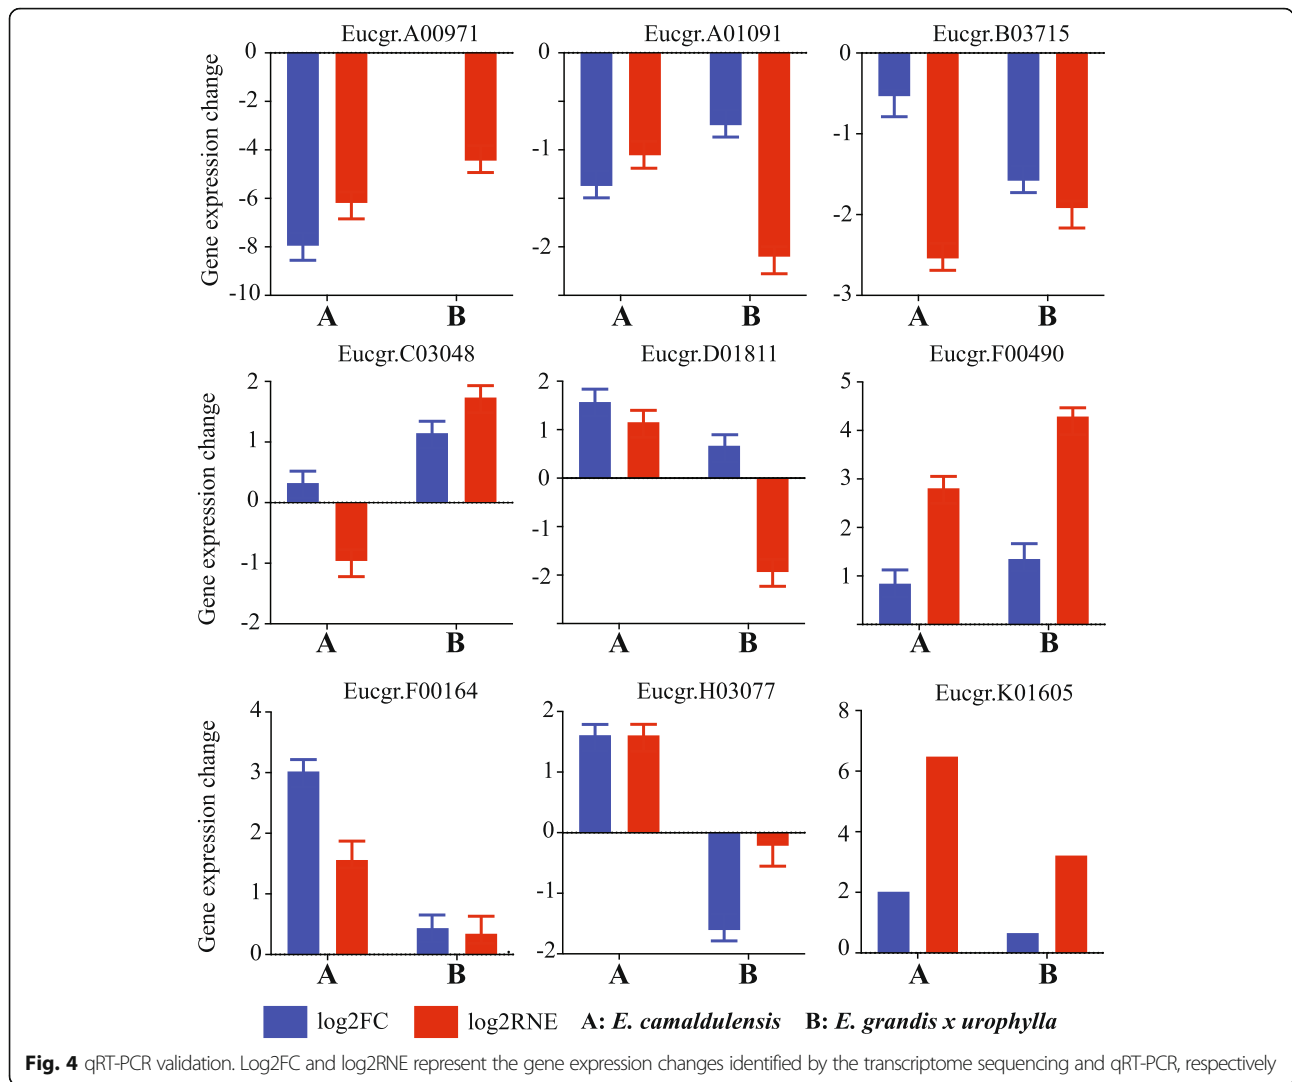 Eucgr.A00971
Eucgr.A01091
Eucgr.B03715
Gene expression change
0
-2
-4
-6
-8
-10
A
B
0
-1
-2
A
B
0
-1
-2
-3
A
B
Eucgr.C03048
Eucgr.D01811
Eucgr.F00490
Gene expression change
2
1
0
-1
-2
A
B
2
1
0
-1
-2
A
B
5
4
3
2
1
A
B
Eucgr.F00164
Eucgr.H03077
Eucgr.K01605
Gene expression change
4
3
2
1
0
A
B
2
1
0
-1
-2
A
B
8
6
4
2
0
A
B
log2FC log2RNE A: E. camaldulensis B: E. grandis x urophylla
Fig. 4 qRT-PCR validation. Log2FC and log2RNE represent the gene expression changes identified by the transcriptome sequencing and qRT-PCR, respectively